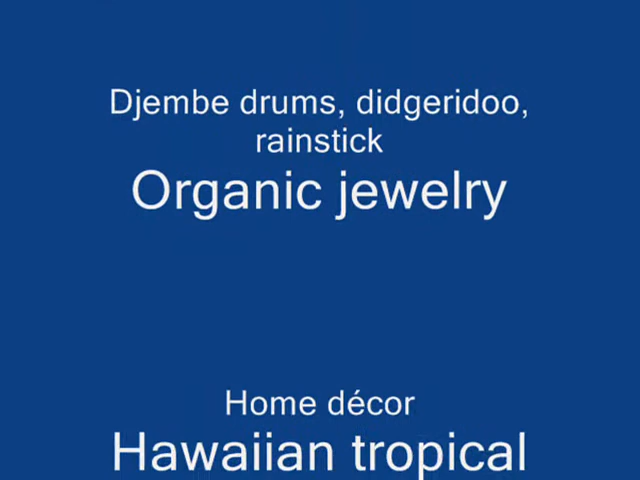 Djembe drums, didgeridoo,
rainstick
Organic jewelry
Home décor
Hawaiian tropical